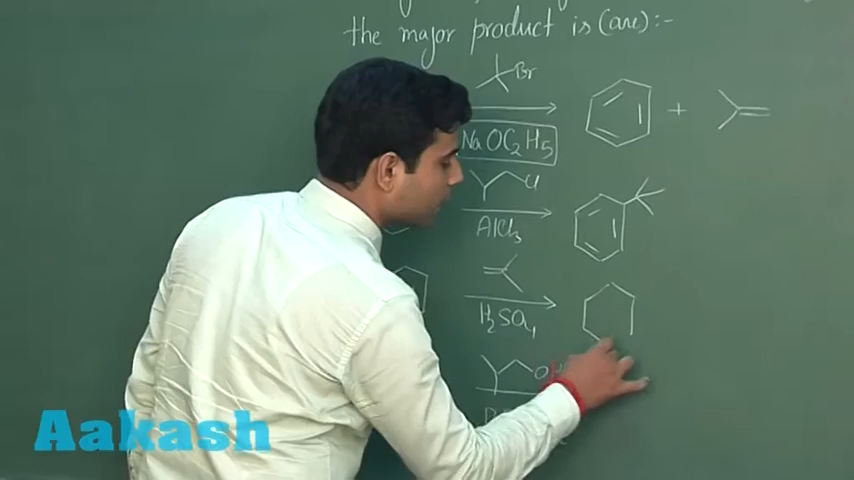 the major product is (are) :-
Br
+
NaOC2H5
Cl
AlCl3
H2SO4
O
Aakash